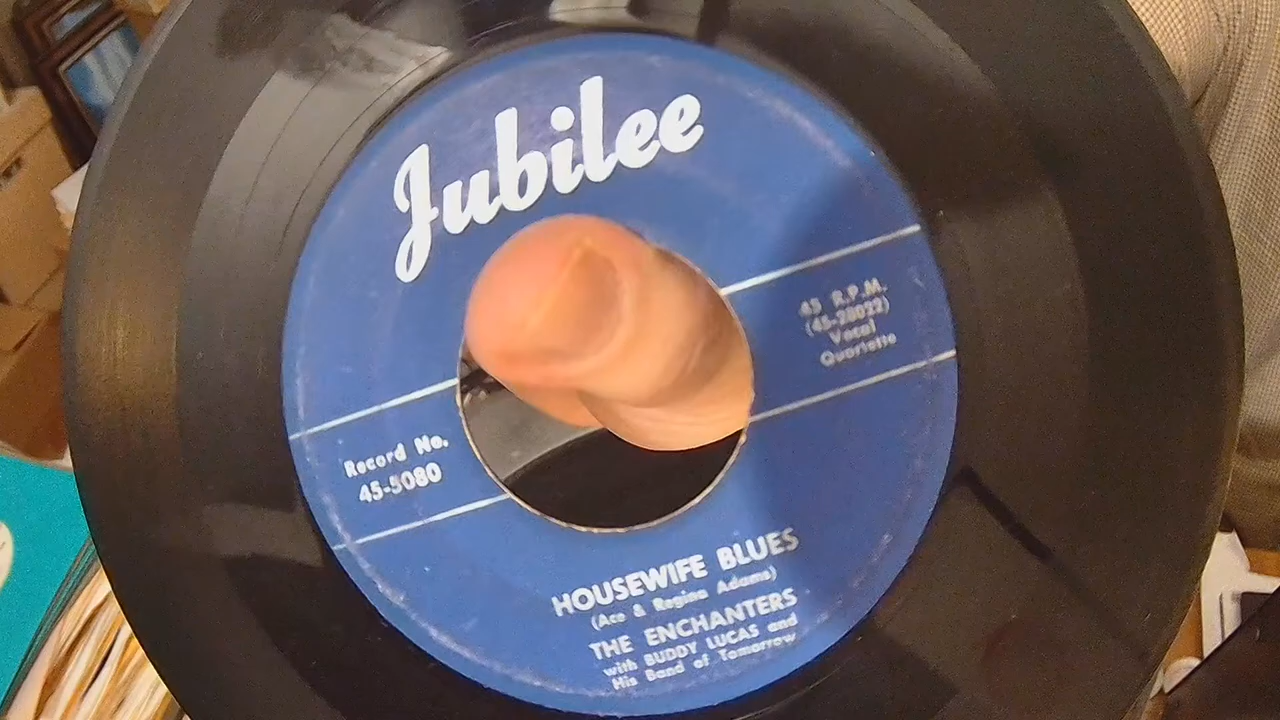 Jubilee
45 R.P.M.
(45-28022)
Vocal
Quartette
Record No.
45-5080
HOUSEWIFE BLUES
(Ace & Regina Adams)
THE ENCHANTERS
with BUDDY LUCAS and
His Band of Tomorrow